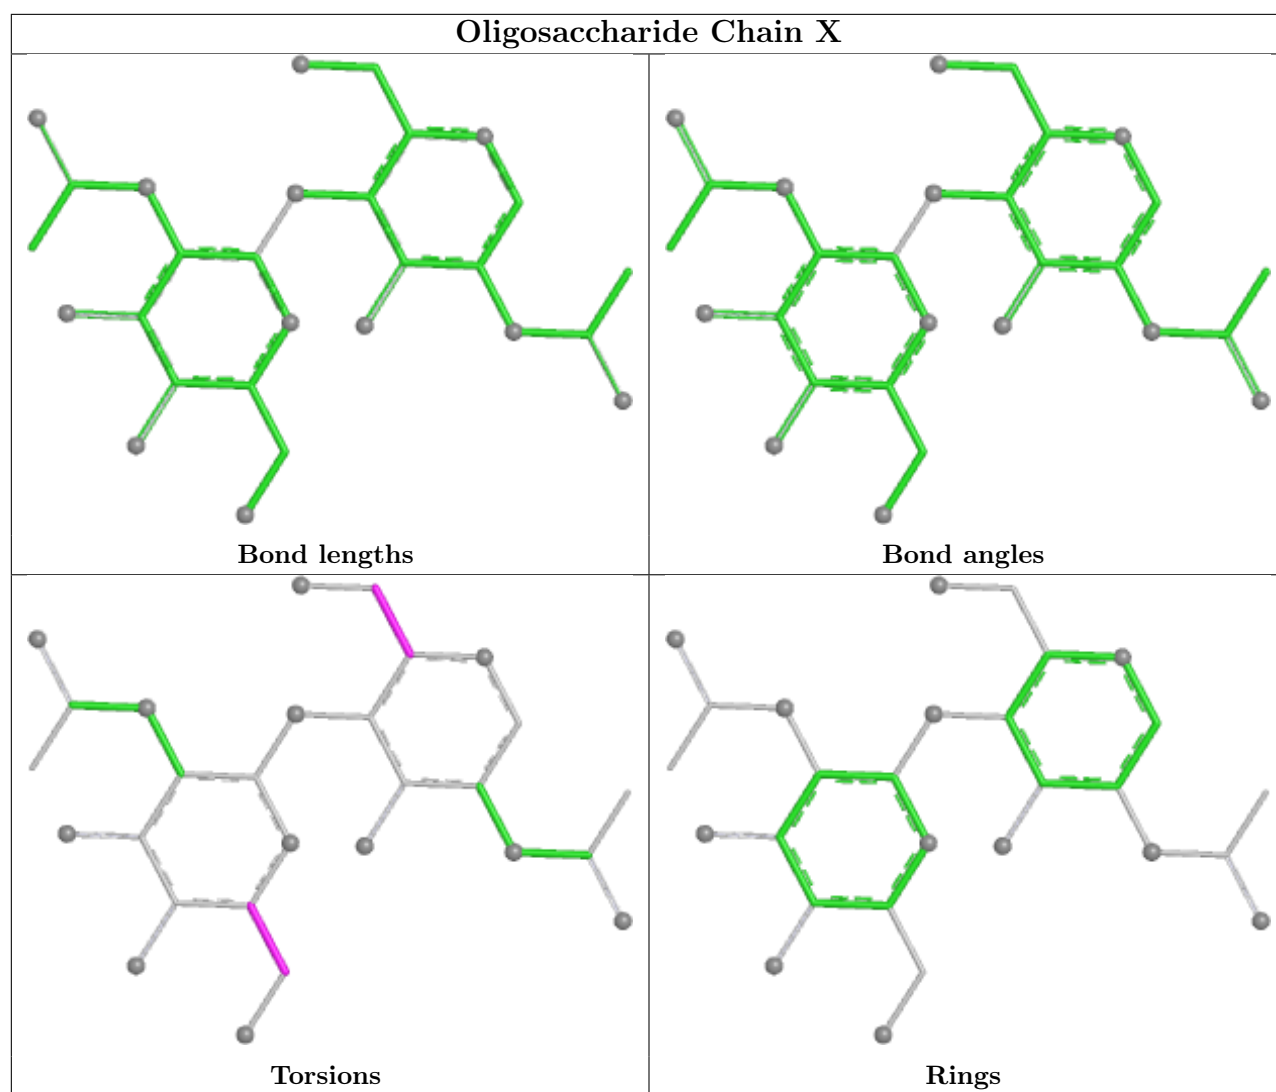 Oligosaccharide Chain X
Bond lengths
Bond angles
Torsions
Rings